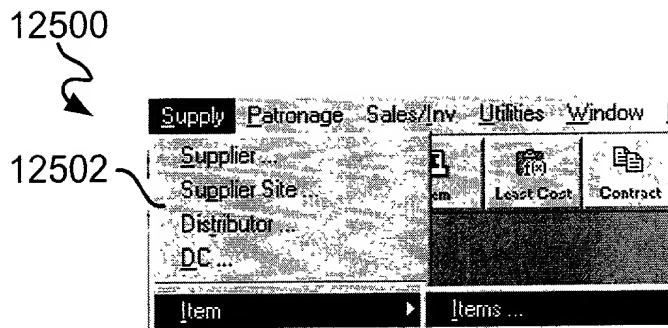 12500
Supply Patronage Sales/Inv Utilities Window
12502
Supplier ...
Supplier Site ...
Distributor ...
DC ...
Least Cost
Contract
Item
Items ...